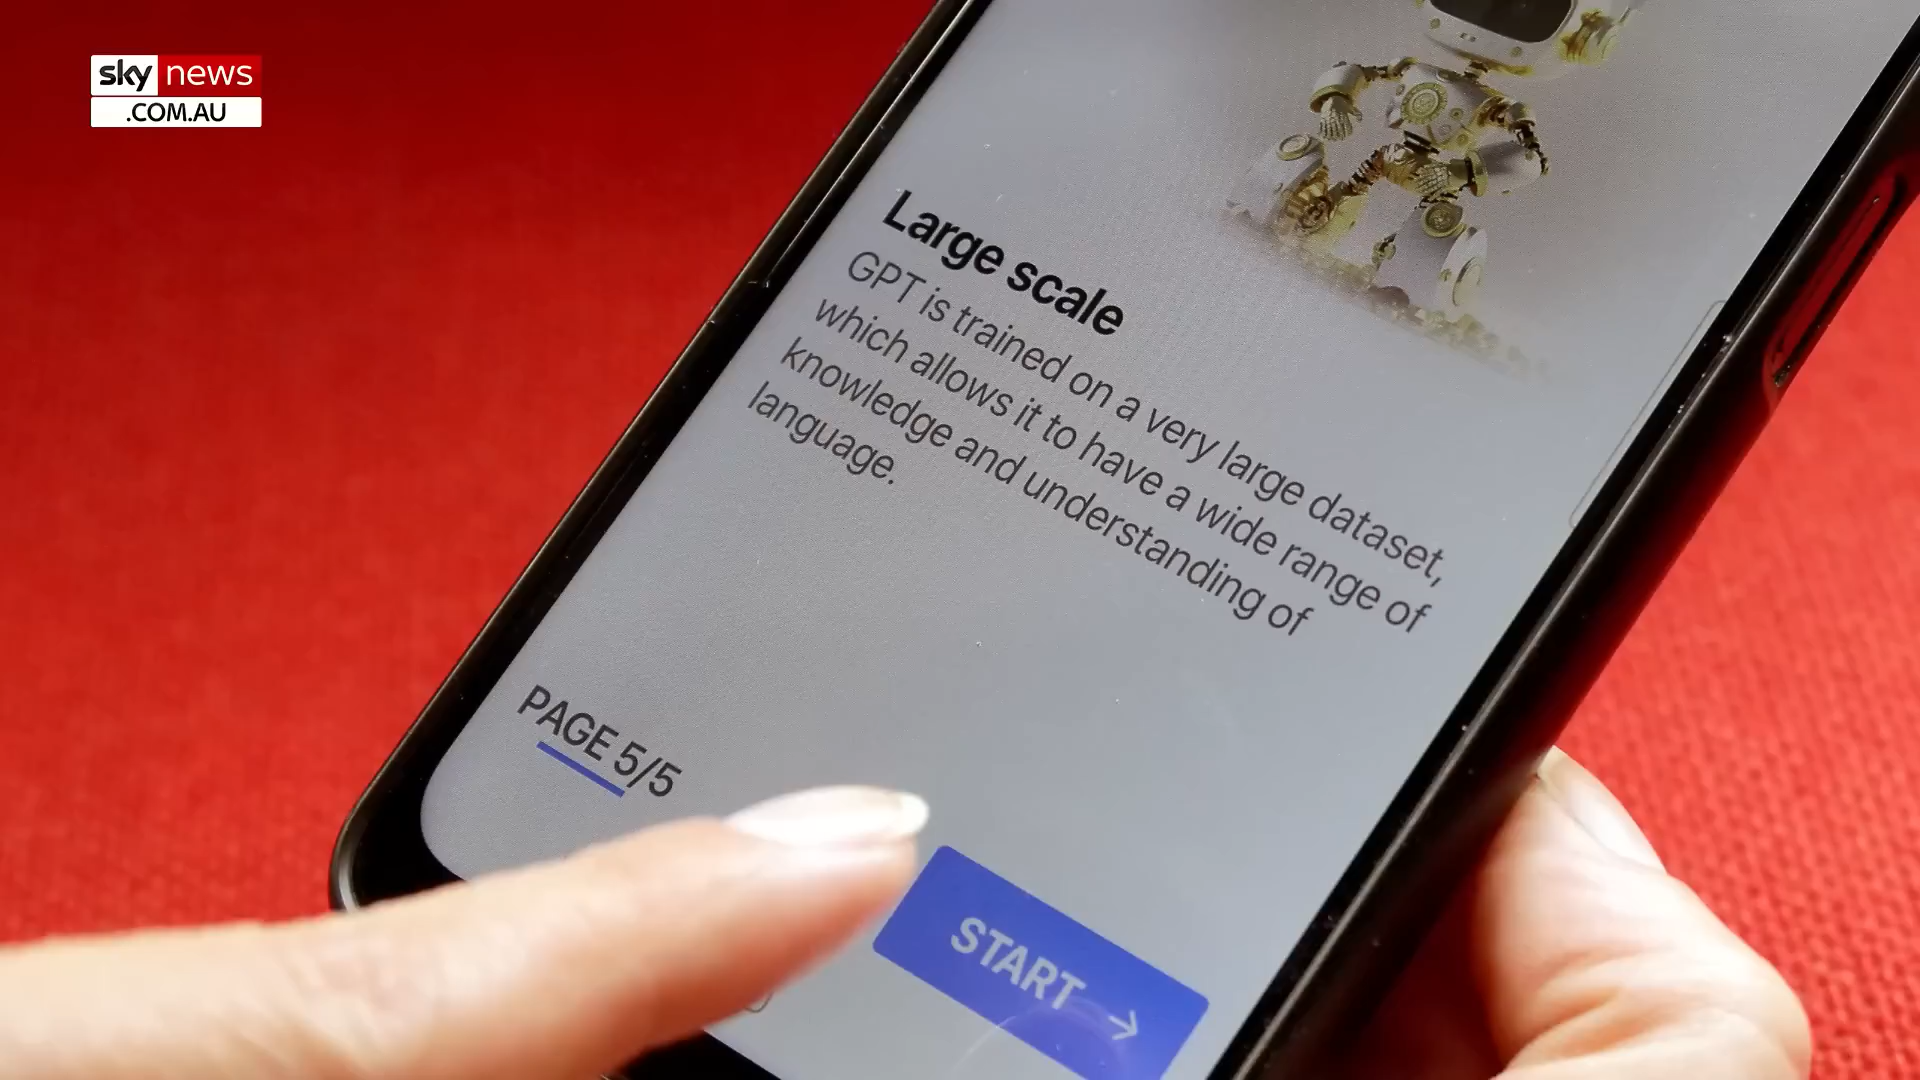 sky news
.COM.AU
Large scale
GPT is trained on a very large dataset,
which allows it to have a wide range of
knowledge and understanding of
language.
PAGE 5/5
START →